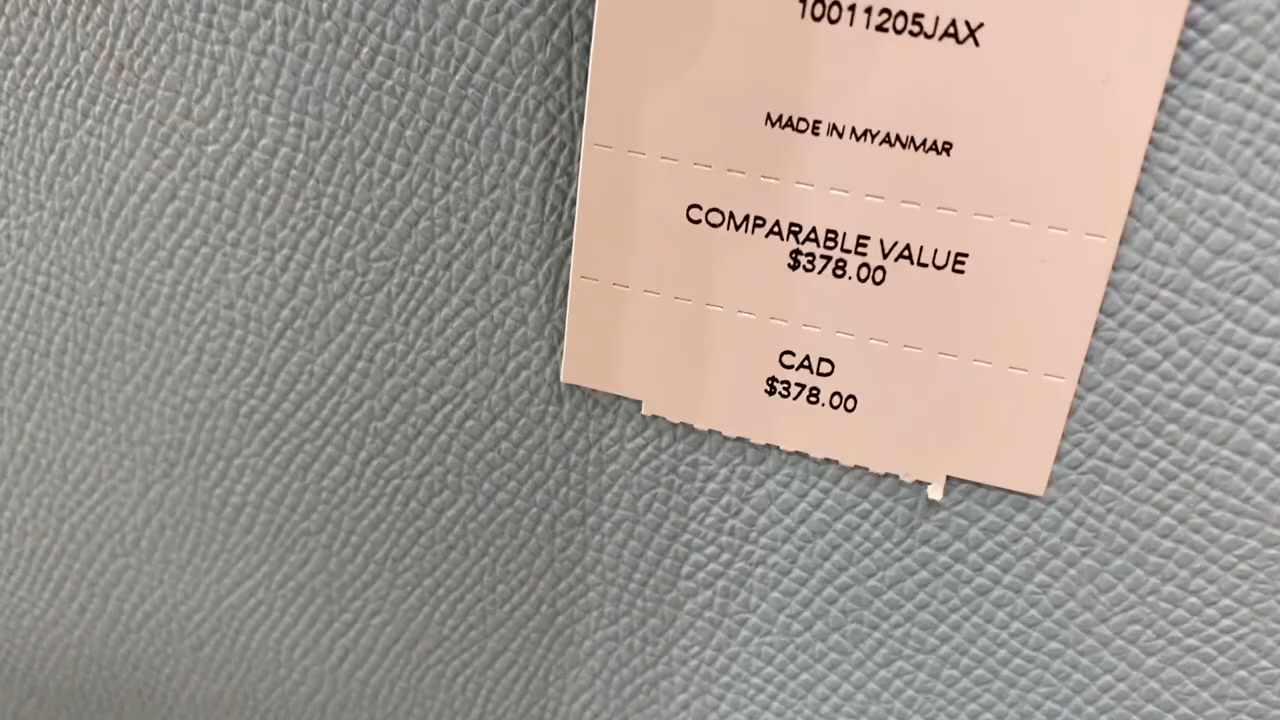 10011205JAX
MADE IN MYANMAR
COMPARABLE VALUE
$378.00
CAD
$378.00